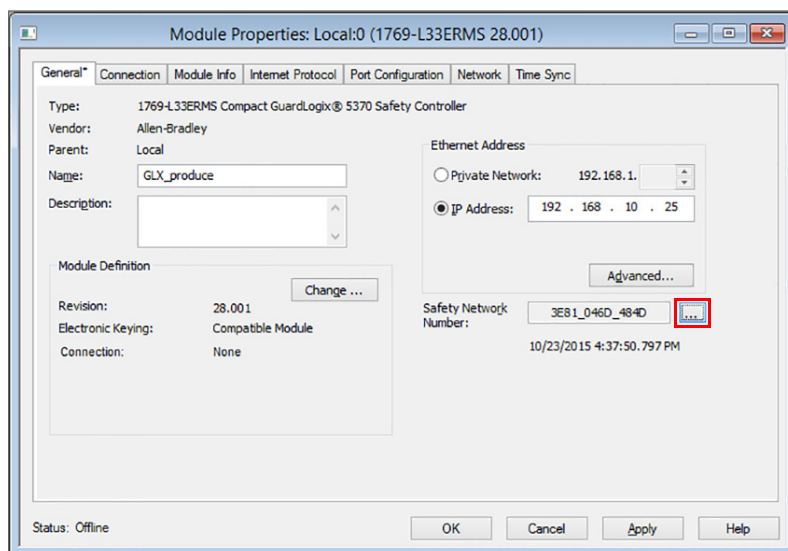 Module Properties: Local:0 (1769-L33ERMS 28.001)
General* Connection Module Info Internet Protocol Port Configuration Network Time Sync
Type: 1769-L33ERMS Compact GuardLogix® 5370 Safety Controller
Vendor: Allen-Bradley
Parent: Local
Name: GLX_produce
Description:
Ethernet Address
Private Network: 192.168.1.
IP Address: 192 . 168 . 10 . 25
Advanced...
Module Definition
Change ...
Revision: 28.001
Electronic Keying: Compatible Module
Connection: None
Safety Network
Number:
3E81_046D_484D
...
10/23/2015 4:37:50.797 PM
Status: Offline
OK Cancel Apply Help